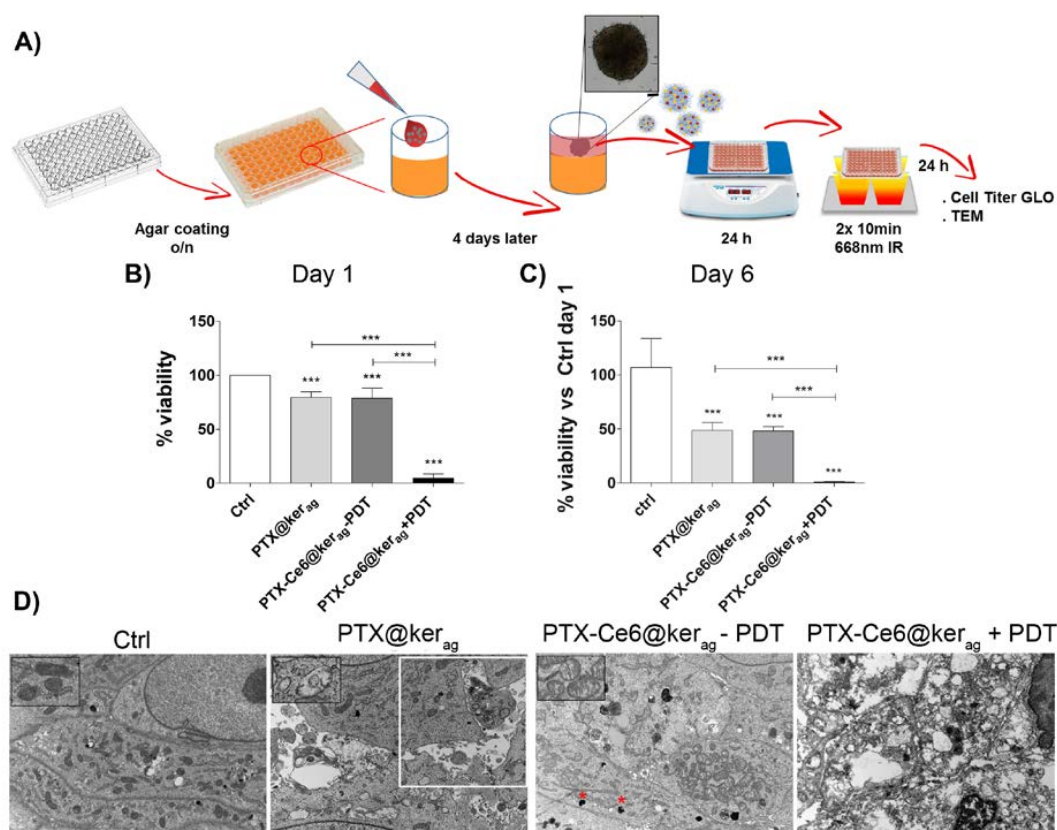 A)
Agar coating
o/n
4 days later
24 h
2x 10min
668nm IR
24 h
. Cell Titer GLO
. TEM
B)
Day 1
% viability
150
100
50
0
***
***
***
***
***
Ctrl
PTX@ker_ag
PTX-Ce6@ker_ag-PDT
PTX-Ce6@ker_ag+PDT
C)
Day 6
% viability vs Ctrl day 1
150
100
50
0
***
***
***
***
***
ctrl
PTX@ker_ag
PTX-Ce6@ker_ag-PDT
PTX-Ce6@ker_ag+PDT
D)
Ctrl
PTX@ker_ag
PTX-Ce6@ker_ag - PDT
PTX-Ce6@ker_ag + PDT
* *